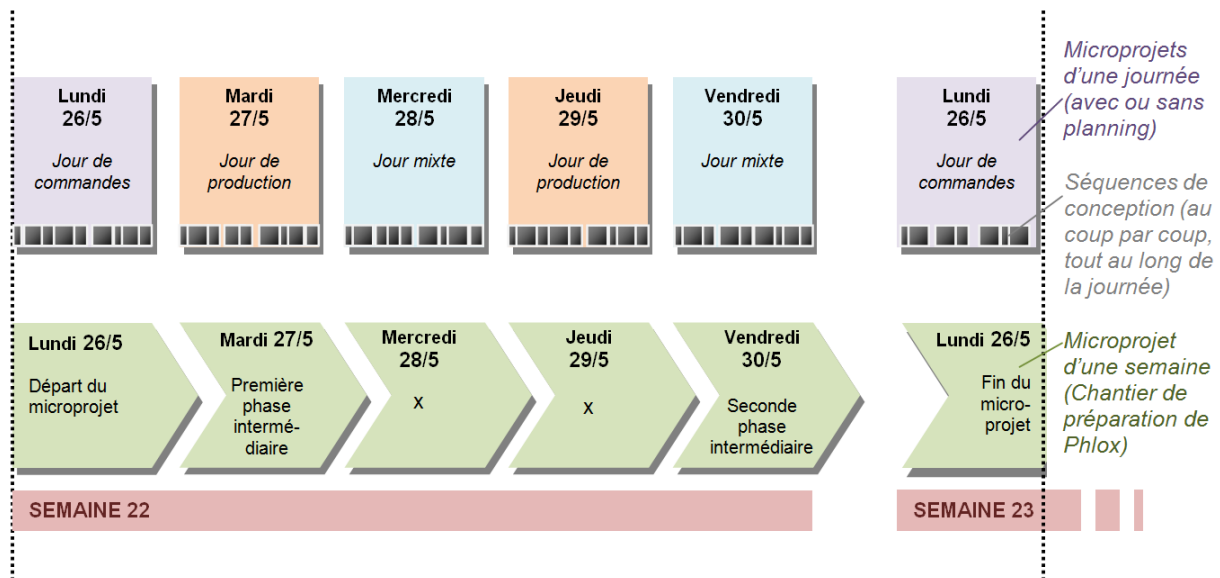 Lundi
26/5
Jour de
commandes
Mardi
27/5
Jour de
production
Mercredi
28/5
Jour mixte
Jeudi
29/5
Jour de
production
Vendredi
30/5
Jour mixte
Lundi
26/5
Jour de
commandes
Microprojets
d’une journée
(avec ou sans
planning)
Séquences de
conception (au
coup par coup,
tout au long de
la journée)
Lundi 26/5
Départ du
microprojet
Mardi 27/5
Première
phase
intermé-
diaire
Mercredi
28/5
x
Jeudi
29/5
x
Vendredi
30/5
Seconde
phase
intermédiaire
Lundi 26/5
Fin du
micro-
projet
Microprojet
d’une semaine
(Chantier de
préparation de
Phlox)
SEMAINE 22
SEMAINE 23